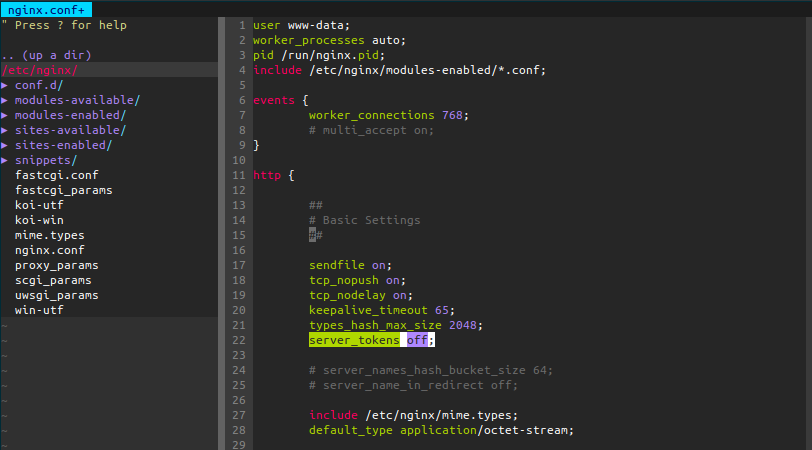 nginx.conf+
" Press ? for help
.. (up a dir)
/etc/nginx/
▶ conf.d/
▶ modules-available/
▶ modules-enabled/
▶ sites-available/
▶ sites-enabled/
▶ snippets/
fastcgi.conf
fastcgi_params
koi-utf
koi-win
mime.types
nginx.conf
proxy_params
scgi_params
uwsgi_params
win-utf
~
~
~
~
~
~
~
~
~
1 user www-data;
2 worker_processes auto;
3 pid /run/nginx.pid;
4 include /etc/nginx/modules-enabled/*.conf;
5
6 events {
7         worker_connections 768;
8         # multi_accept on;
9 }
10
11 http {
12
13         ##
14         # Basic Settings
15         ##
16
17         sendfile on;
18         tcp_nopush on;
19         tcp_nodelay on;
20         keepalive_timeout 65;
21         types_hash_max_size 2048;
22         server_tokens off;
23
24         # server_names_hash_bucket_size 64;
25         # server_name_in_redirect off;
26
27         include /etc/nginx/mime.types;
28         default_type application/octet-stream;
29